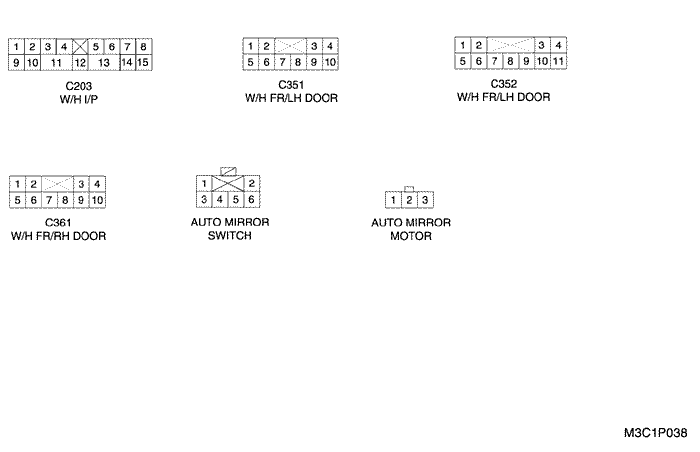 1 2 3 4 5 6 7 8
9 10 11 12 13 14 15
C203
W/H I/P
1 2 3 4
5 6 7 8 9 10
C351
W/H FR/LH DOOR
1 2 3 4
5 6 7 8 9 10 11
C352
W/H FR/LH DOOR
1 2 3 4
5 6 7 8 9 10
C361
W/H FR/RH DOOR
1 2
3 4 5 6
AUTO MIRROR
SWITCH
1 2 3
AUTO MIRROR
MOTOR
M3C1P038